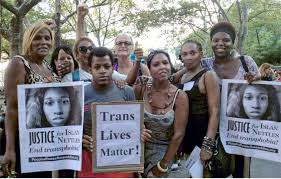 JUSTICE for ISLAN
NETTLES
End transphobia!
Trans
Lives
Matter!
JUSTICE for ISLAN
NETTLES
End transphobia!